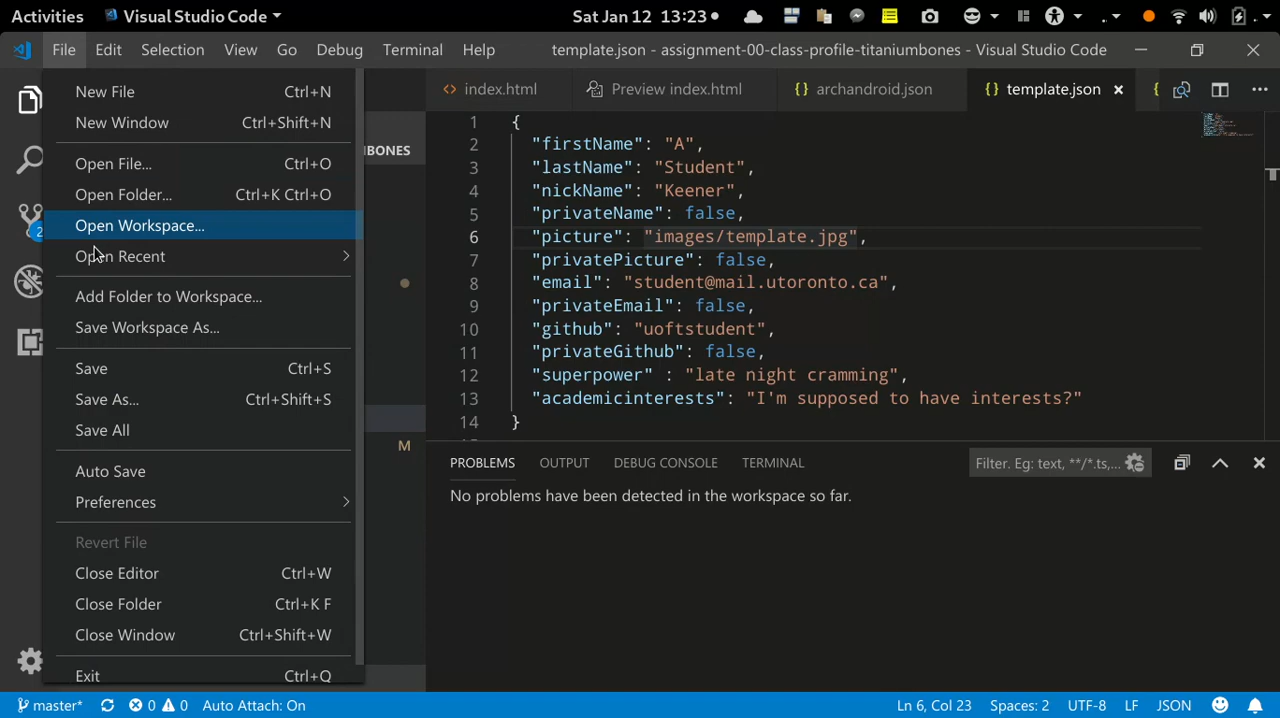 Activities Visual Studio Code Sat Jan 12 13:23
File Edit Selection View Go Debug Terminal Help template.json - assignment-00-class-profile-titaniumbones - Visual Studio Code
New File Ctrl+N
New Window Ctrl+Shift+N
Open File... Ctrl+O
Open Folder... Ctrl+K Ctrl+O
Open Workspace...
Open Recent
Add Folder to Workspace...
Save Workspace As...
Save Ctrl+S
Save As... Ctrl+Shift+S
Save All
Auto Save
Preferences
Revert File
Close Editor Ctrl+W
Close Folder Ctrl+K F
Close Window Ctrl+Shift+W
Exit Ctrl+Q
2
BONES
M
index.html Preview index.html {} archandroid.json {} template.json
1 {
2 "firstName": "A",
3 "lastName": "Student",
4 "nickName": "Keener",
5 "privateName": false,
6 "picture": "images/template.jpg",
7 "privatePicture": false,
8 "email": "student@mail.utoronto.ca",
9 "privateEmail": false,
10 "github": "uoftstudent",
11 "privateGithub": false,
12 "superpower" : "late night cramming",
13 "academicinterests": "I'm supposed to have interests?"
14 }
PROBLEMS OUTPUT DEBUG CONSOLE TERMINAL Filter. Eg: text, **/*.ts,...
No problems have been detected in the workspace so far.
master* 0 0 Auto Attach: On Ln 6, Col 23 Spaces: 2 UTF-8 LF JSON